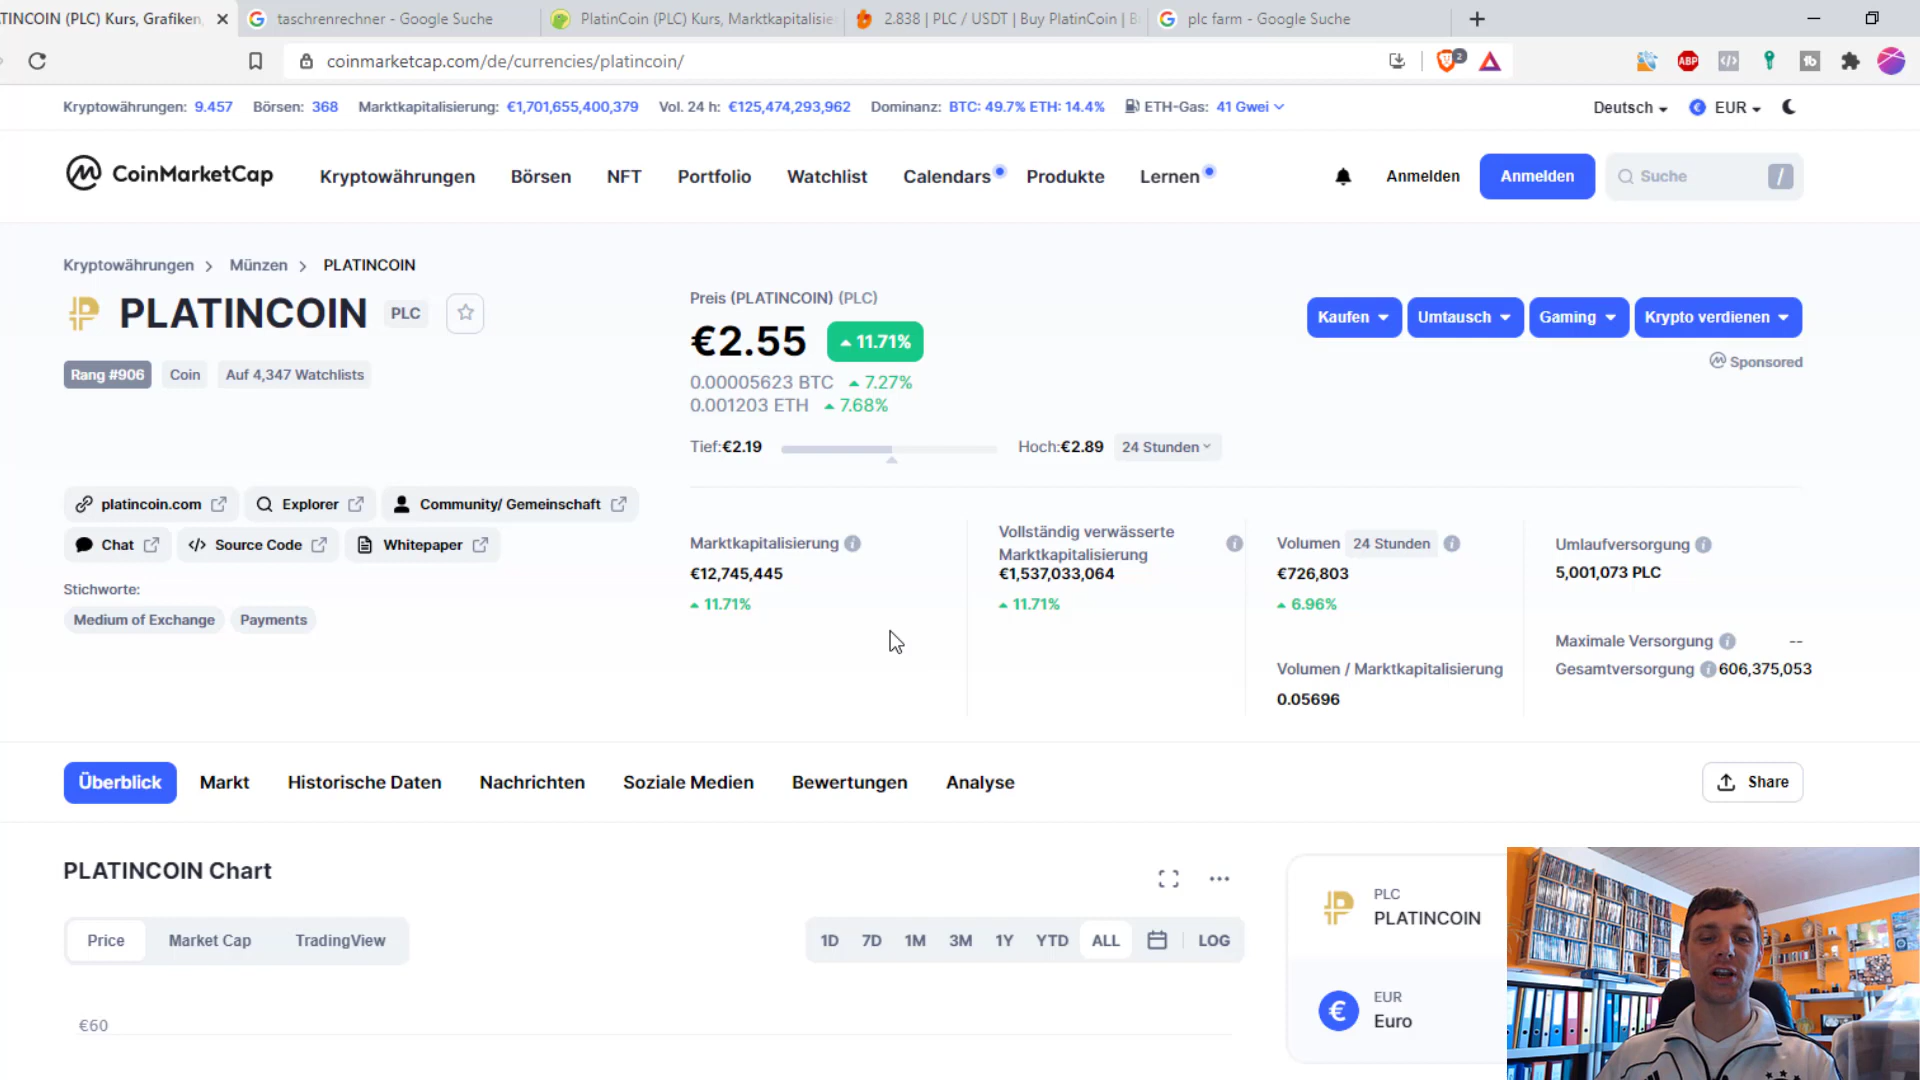 TINCOIN (PLC) Kurs, Grafiken,
taschrenrechner - Google Suche
PlatinCoin (PLC) Kurs, Marktkapitalisie
2.838 | PLC / USDT | Buy PlatinCoin | B
plc farm - Google Suche
coinmarketcap.com/de/currencies/platincoin/
2
ABP
Kryptowährungen: 9.457 Börsen: 368 Marktkapitalisierung: €1,701,655,400,379 Vol. 24 h: €125,474,293,962 Dominanz: BTC: 49.7% ETH: 14.4% ETH-Gas: 41 Gwei
Deutsch EUR
CoinMarketCap
Kryptowährungen Börsen NFT Portfolio Watchlist Calendars Produkte Lernen
Anmelden Anmelden Suche /
Kryptowährungen > Münzen > PLATINCOIN
PLATINCOIN PLC
Rang #906 Coin Auf 4,347 Watchlists
Preis (PLATINCOIN) (PLC)
€2.55 11.71%
0.00005623 BTC 7.27%
0.001203 ETH 7.68%
Tief:€2.19 Hoch:€2.89 24 Stunden
Kaufen Umtausch Gaming Krypto verdienen
Sponsored
platincoin.com Explorer Community/ Gemeinschaft
Chat Source Code Whitepaper
Stichworte:
Medium of Exchange Payments
Marktkapitalisierung
€12,745,445
11.71%
Vollständig verwässerte
Marktkapitalisierung
€1,537,033,064
11.71%
Volumen 24 Stunden
€726,803
6.96%
Volumen / Marktkapitalisierung
0.05696
Umlaufversorgung
5,001,073 PLC
Maximale Versorgung --
Gesamtversorgung 606,375,053
Überblick Markt Historische Daten Nachrichten Soziale Medien Bewertungen Analyse
Share
PLATINCOIN Chart
Price Market Cap TradingView
1D 7D 1M 3M 1Y YTD ALL LOG
€60
PLC
PLATINCOIN
EUR
Euro